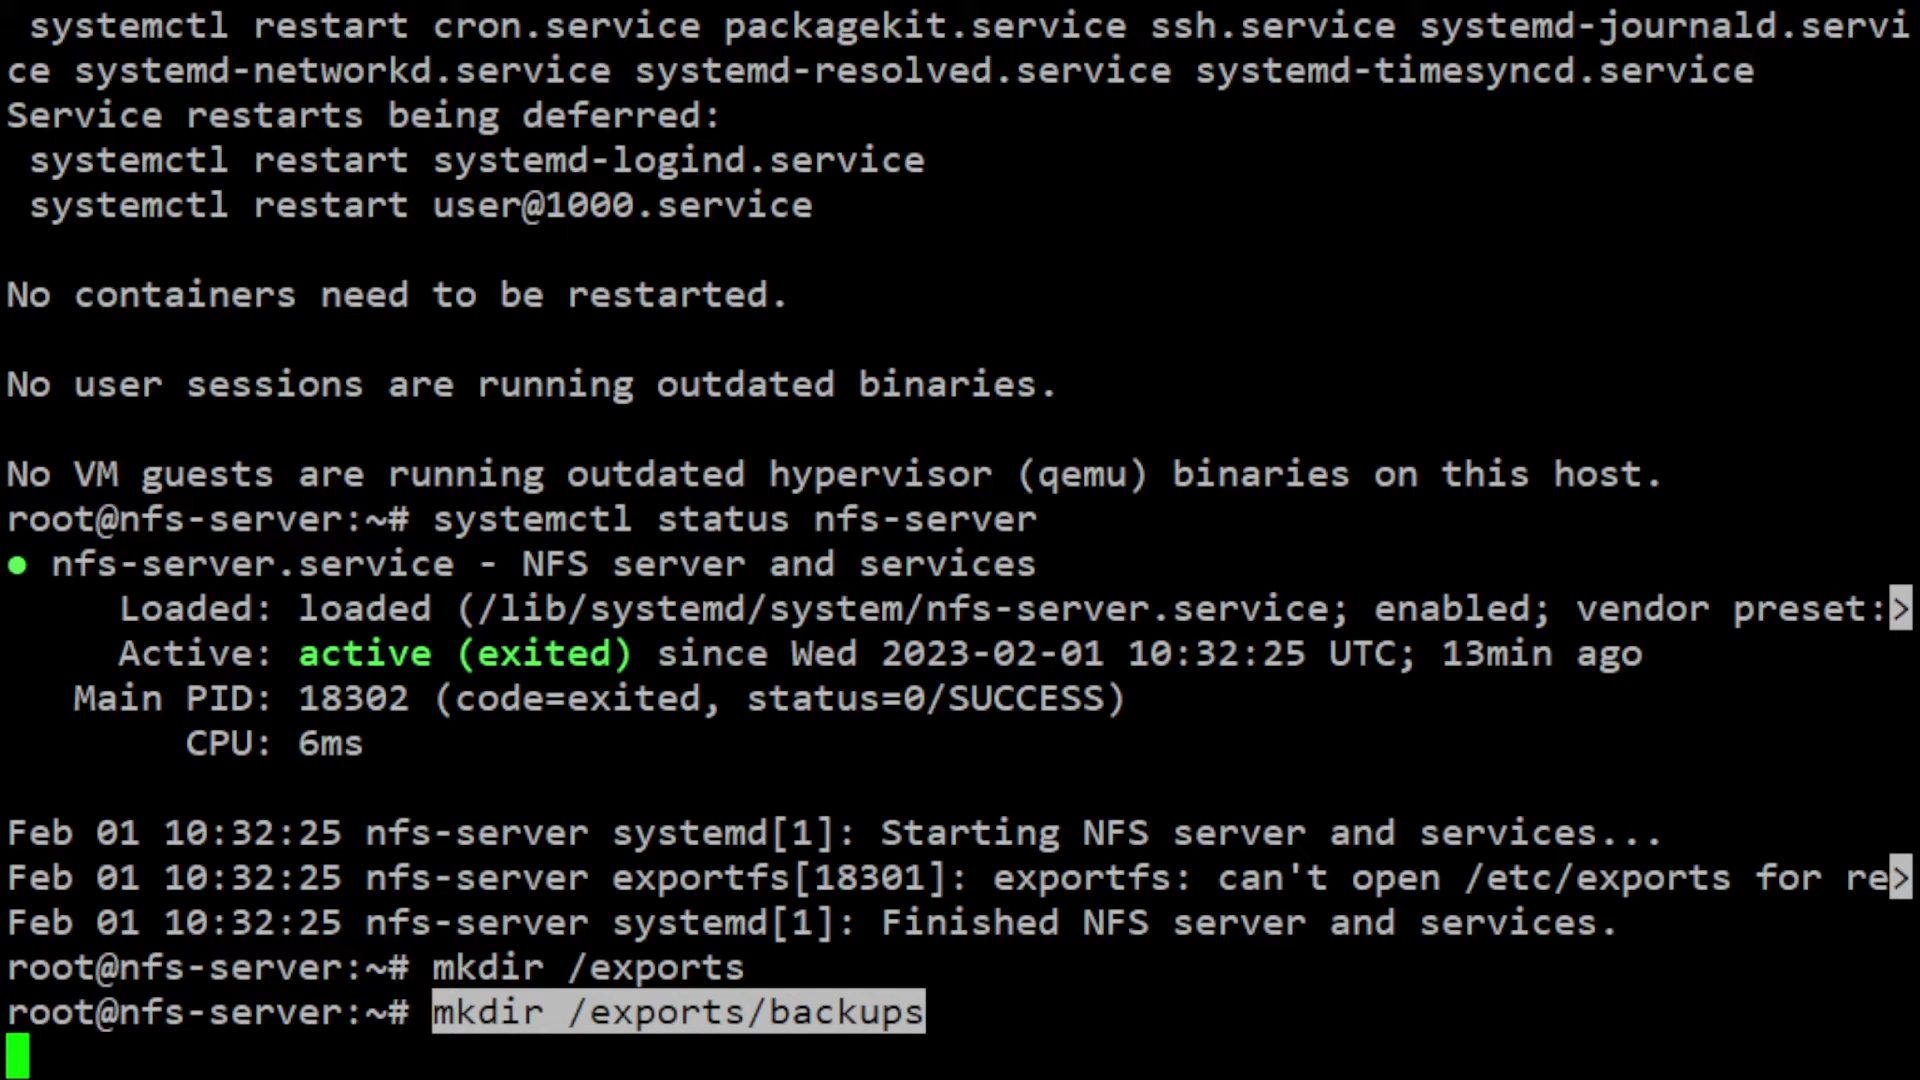 systemctl restart cron.service packagekit.service ssh.service systemd-journald.servi
ce systemd-networkd.service systemd-resolved.service systemd-timesyncd.service
Service restarts being deferred:
systemctl restart systemd-logind.service
systemctl restart user@1000.service
No containers need to be restarted.
No user sessions are running outdated binaries.
No VM guests are running outdated hypervisor (qemu) binaries on this host.
root@nfs-server:~# systemctl status nfs-server
● nfs-server.service - NFS server and services
Loaded: loaded (/lib/systemd/system/nfs-server.service; enabled; vendor preset:>
Active: active (exited) since Wed 2023-02-01 10:32:25 UTC; 13min ago
Main PID: 18302 (code=exited, status=0/SUCCESS)
CPU: 6ms
Feb 01 10:32:25 nfs-server systemd[1]: Starting NFS server and services...
Feb 01 10:32:25 nfs-server exportfs[18301]: exportfs: can't open /etc/exports for re>
Feb 01 10:32:25 nfs-server systemd[1]: Finished NFS server and services.
root@nfs-server:~# mkdir /exports
root@nfs-server:~# mkdir /exports/backups